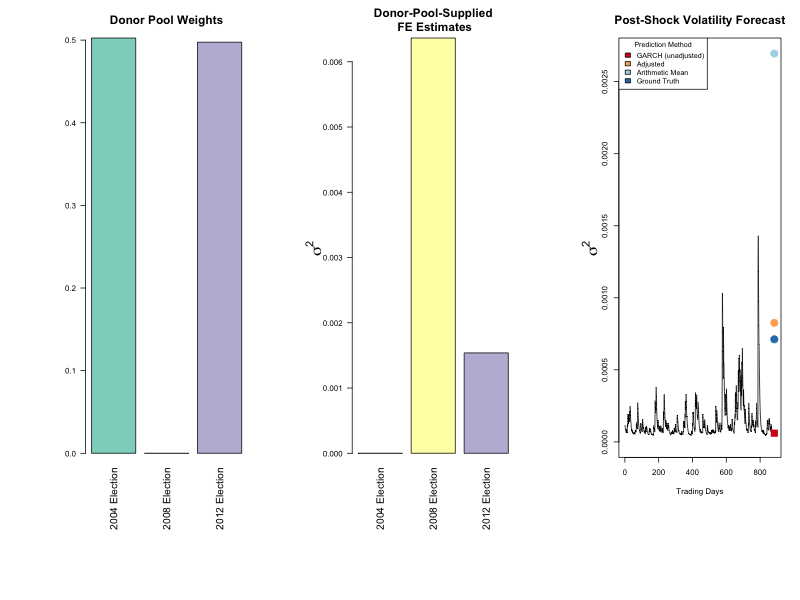 Donor Pool Weights
0.5
0.4
0.3
0.2
0.1
0.0
2004 Election
2008 Election
2012 Election
Donor-Pool-Supplied
FE Estimates
σ²
0.006
0.005
0.004
0.003
0.002
0.001
0.000
2004 Election
2008 Election
2012 Election
Post-Shock Volatility Forecast
Prediction Method
GARCH (unadjusted)
Adjusted
Arithmetic Mean
Ground Truth
σ²
0.0025
0.0020
0.0015
0.0010
0.0005
0.0000
0 200 400 600 800
Trading Days